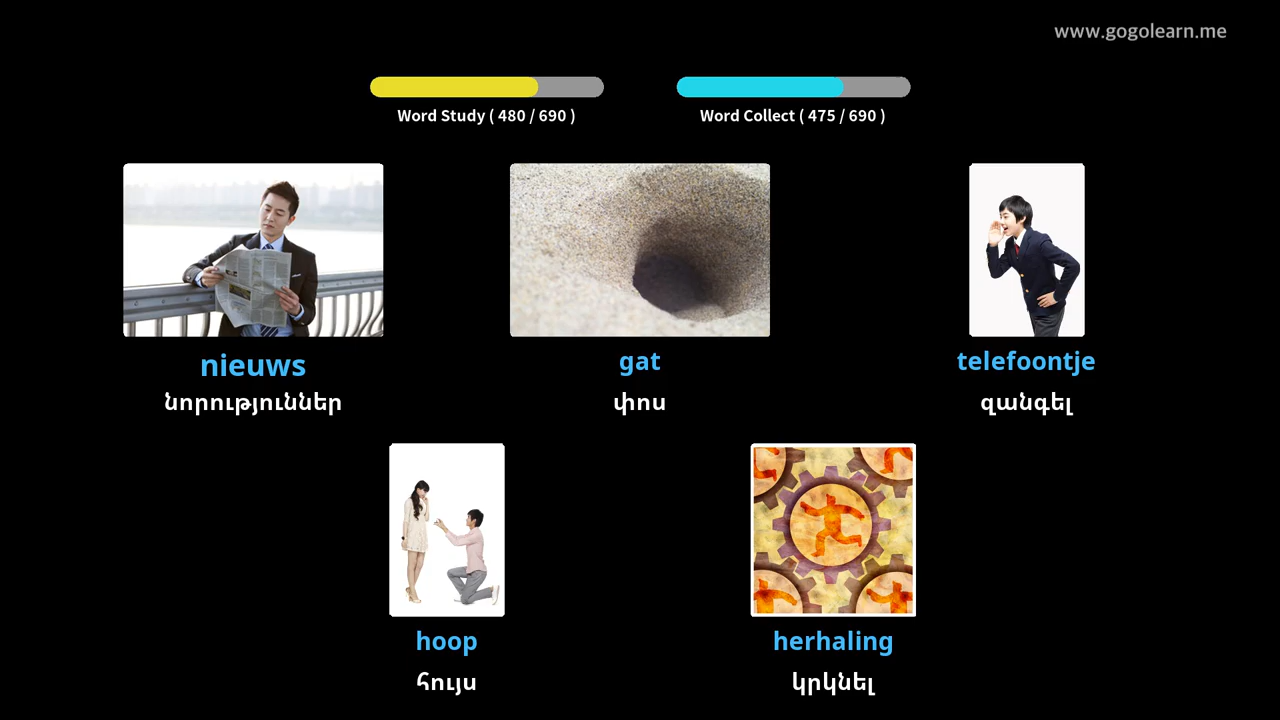 www.gogolearn.me
Word Study ( 480 / 690 )
Word Collect ( 475 / 690 )
nieuws
նորություններ
gat
փոս
telefoontje
զանգել
hoop
հույս
herhaling
կրկնել